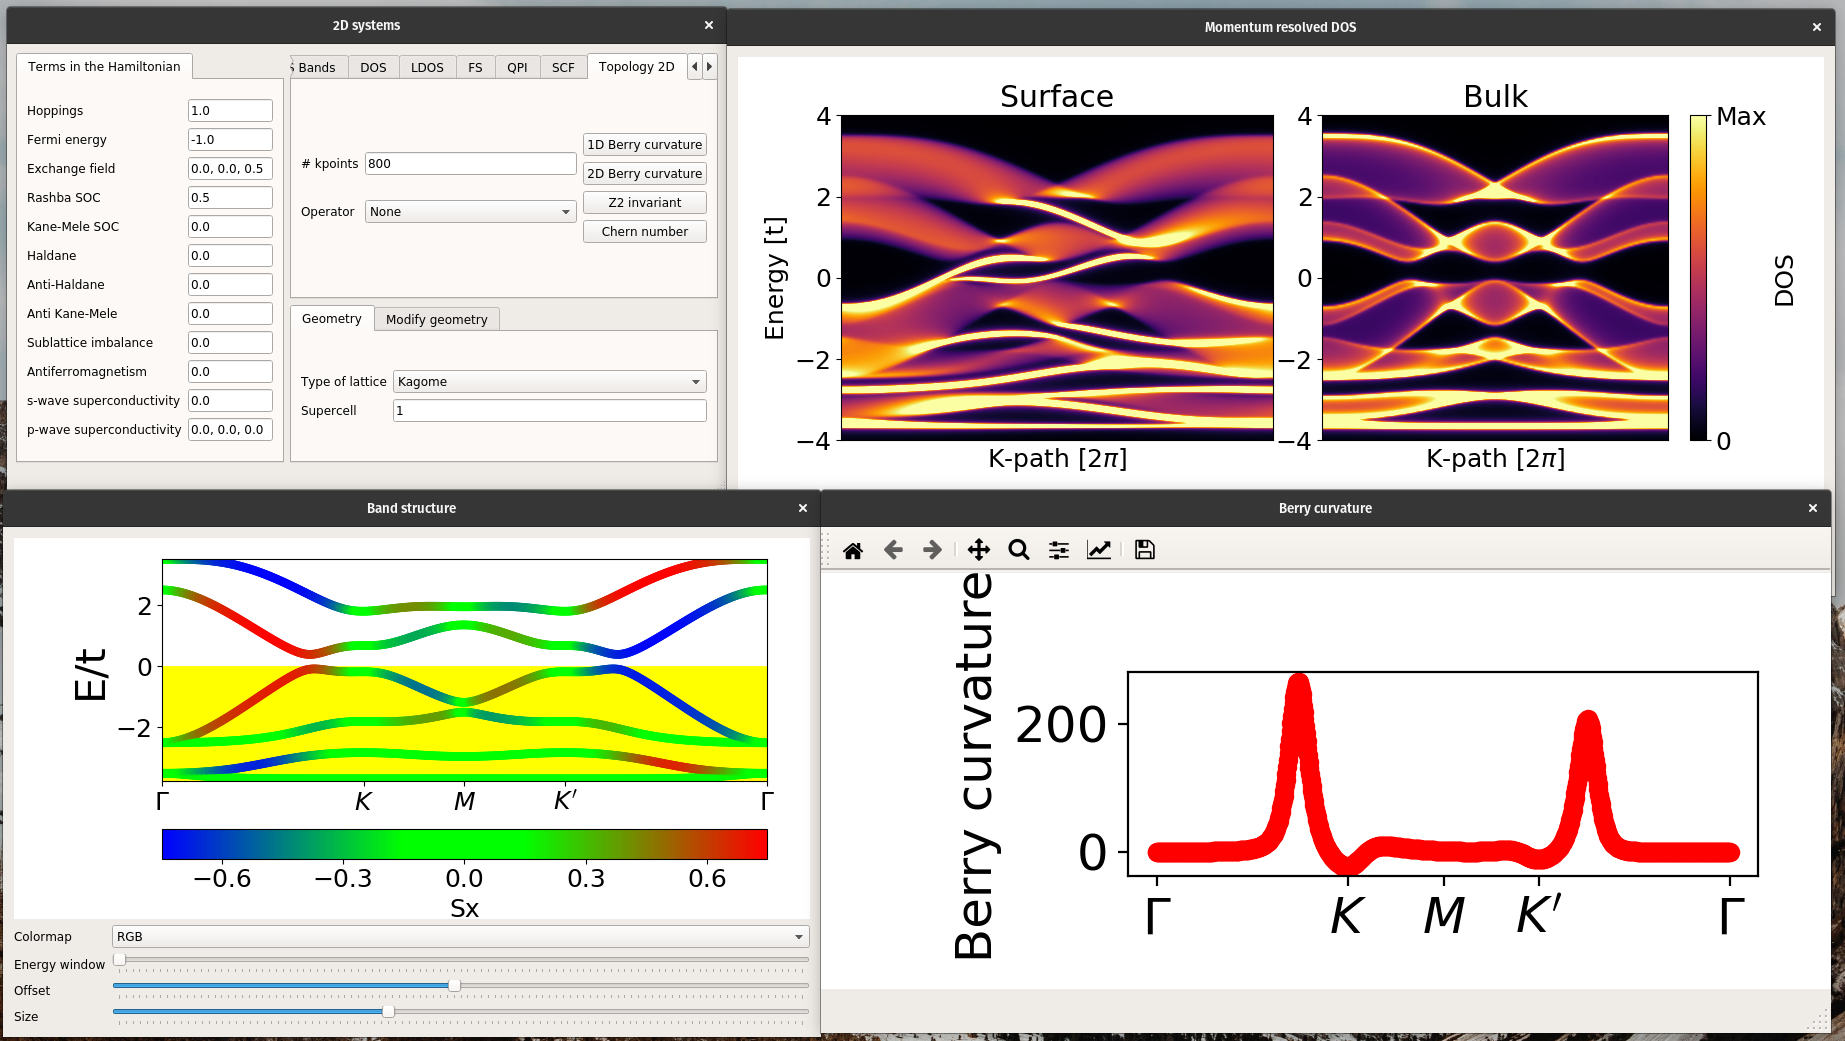 2D systems
Terms in the Hamiltonian
Hoppings 1.0
Fermi energy -1.0
Exchange field 0.0, 0.0, 0.5
Rashba SOC 0.5
Kane-Mele SOC 0.0
Haldane 0.0
Anti-Haldane 0.0
Anti Kane-Mele 0.0
Sublattice imbalance 0.0
Antiferromagnetism 0.0
s-wave superconductivity 0.0
p-wave superconductivity 0.0, 0.0, 0.0
Bands DOS LDOS FS QPI SCF Topology 2D
# kpoints 800
Operator None
1D Berry curvature
2D Berry curvature
Z2 invariant
Chern number
Geometry Modify geometry
Type of lattice Kagome
Supercell 1
Momentum resolved DOS
Surface
Energy [t]
4
2
0
−2
−4
K-path [2π]
Bulk
4
2
0
−2
−4
K-path [2π]
Max
0
DOS
Band structure
E/t
2
0
−2
Γ K M K′ Γ
−0.6 −0.3 0.0 0.3 0.6
Sx
Colormap RGB
Energy window
Offset
Size
Berry curvature
Berry curvature
200
0
Γ K M K′ Γ